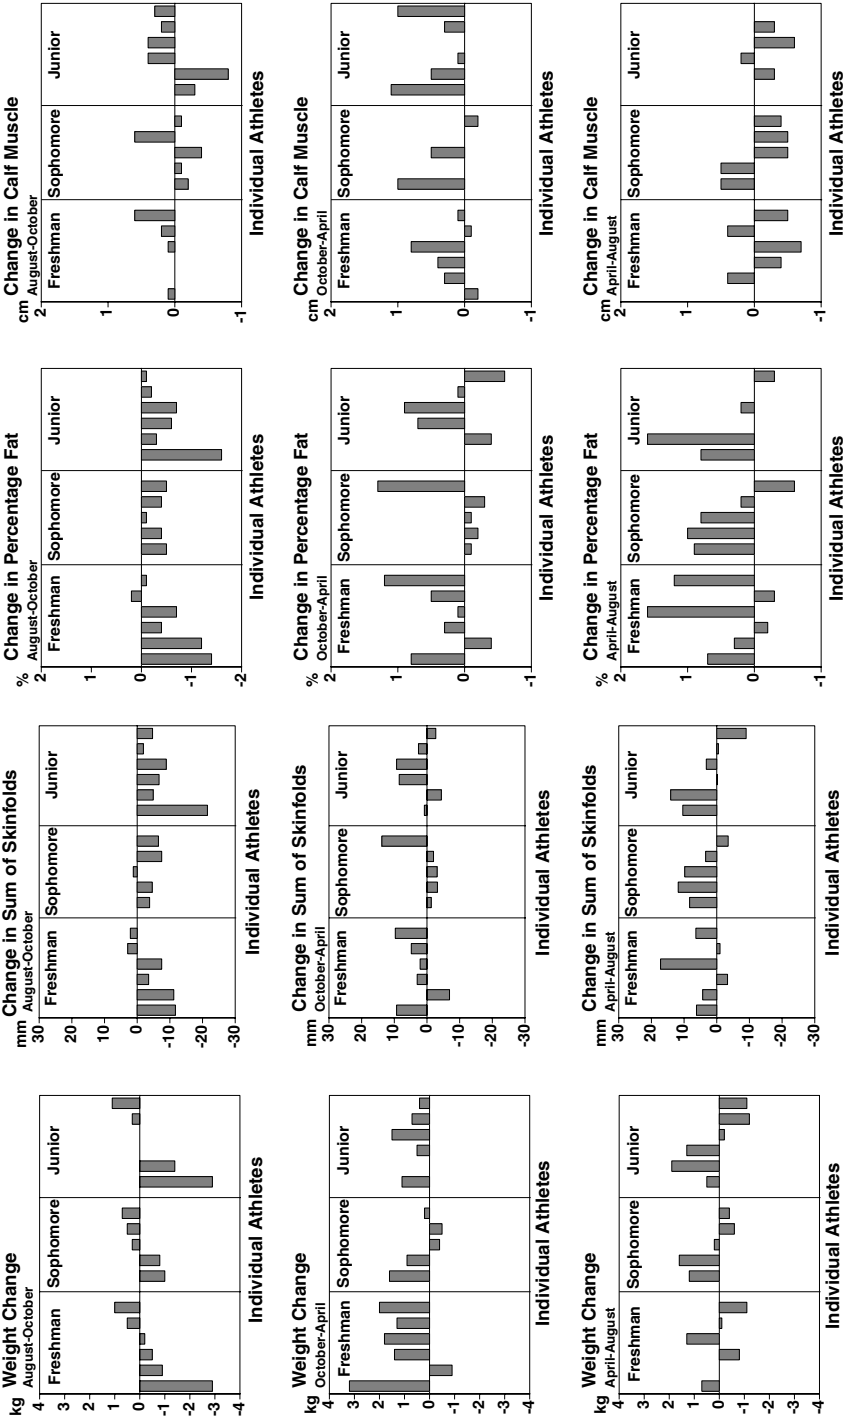 Weight Change
August-October
kg
Freshman Sophomore Junior
4
3
2
1
0
-1
-2
-3
-4
Individual Athletes
Change in Sum of Skinfolds
August-October
mm
Freshman Sophomore Junior
30
20
10
0
-10
-20
-30
Individual Athletes
Change in Percentage Fat
August-October
%
Freshman Sophomore Junior
2
1
0
-1
-2
Individual Athletes
Change in Calf Muscle
August-October
cm
Freshman Sophomore Junior
2
1
0
-1
Individual Athletes
Weight Change
October-April
kg
Freshman Sophomore Junior
4
3
2
1
0
-1
-2
-3
-4
Individual Athletes
Change in Sum of Skinfolds
October-April
mm
Freshman Sophomore Junior
30
20
10
0
-10
-20
-30
Individual Athletes
Change in Percentage Fat
October-April
%
Freshman Sophomore Junior
2
1
0
-1
Individual Athletes
Change in Calf Muscle
October-April
cm
Freshman Sophomore Junior
2
1
0
-1
Individual Athletes
Weight Change
April-August
kg
Freshman Sophomore Junior
4
3
2
1
0
-1
-2
-3
-4
Individual Athletes
Change in Sum of Skinfolds
April-August
mm
Freshman Sophomore Junior
30
20
10
0
-10
-20
-30
Individual Athletes
Change in Percentage Fat
April-August
%
Freshman Sophomore Junior
2
1
0
-1
Individual Athletes
Change in Calf Muscle
April-August
cm
Freshman Sophomore Junior
2
1
0
-1
Individual Athletes